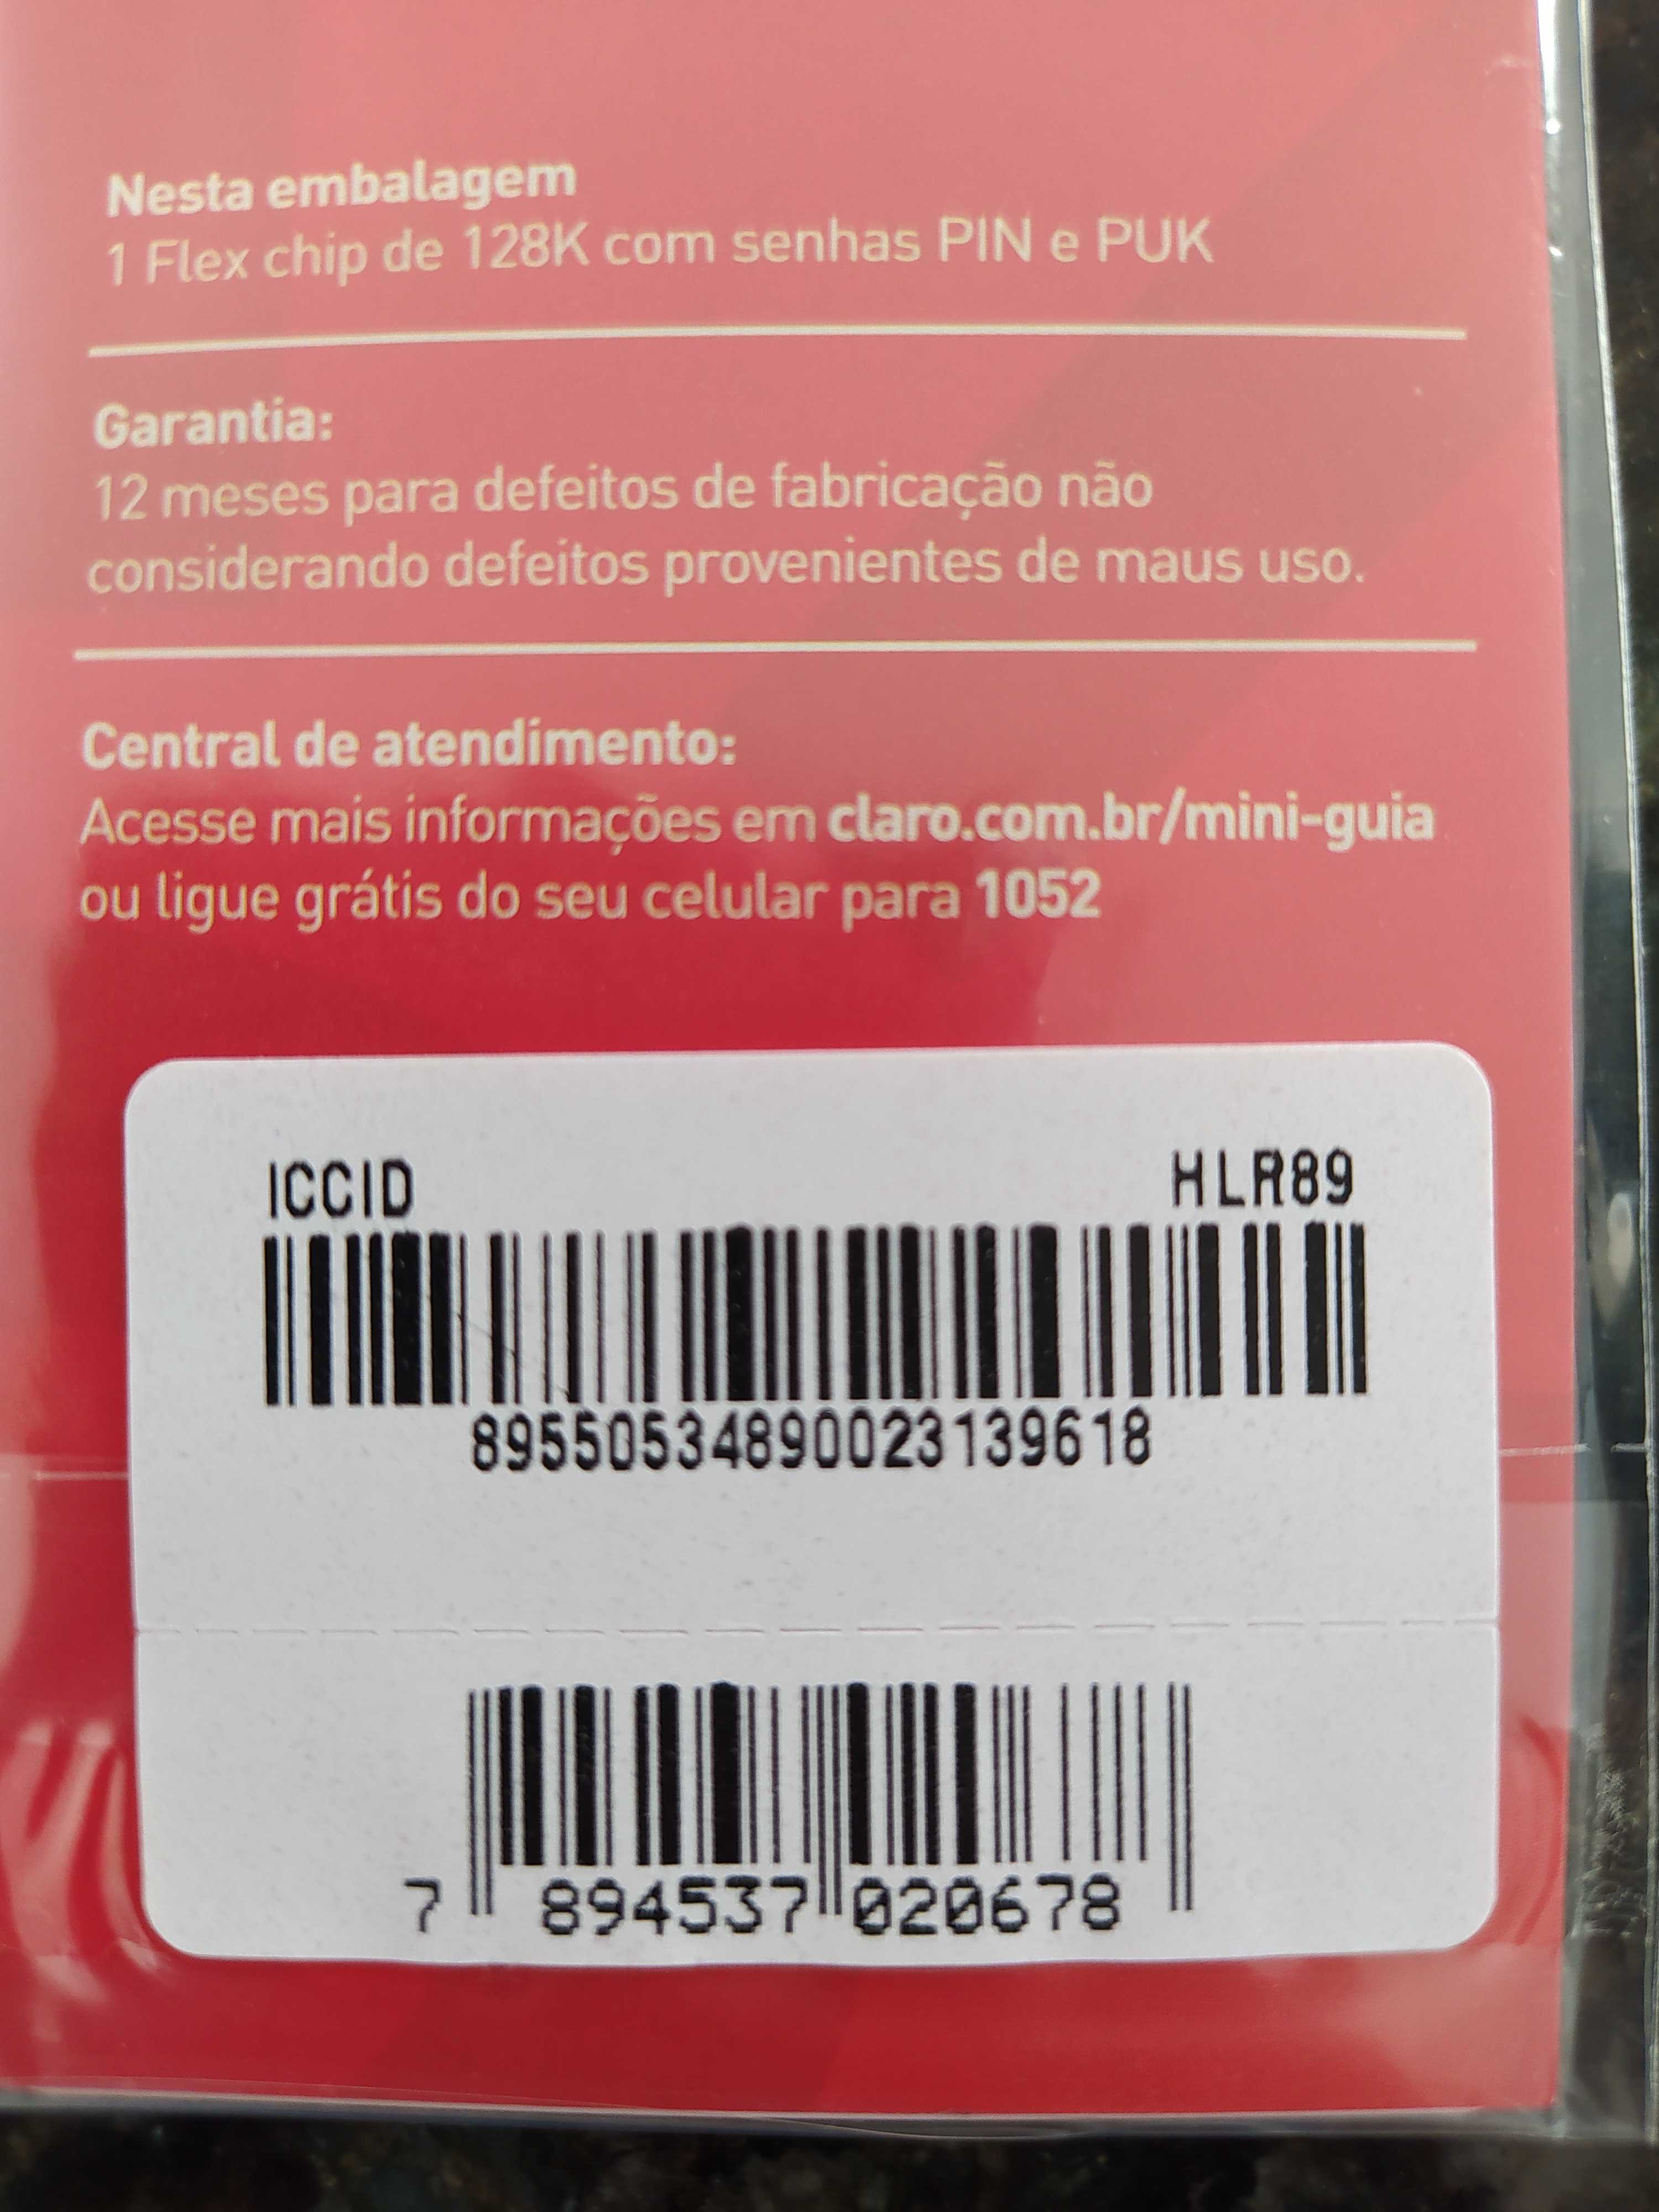 Nesta embalagem
1 Flex chip de 128K com senhas PIN e PUK
Garantia:
12 meses para defeitos de fabricação não
considerando defeitos provenientes de maus uso.
Central de atendimento:
Acesse mais informações em claro.com.br/mini-guia
ou ligue grátis do seu celular para 1052
ICCID HLR89
89550534890023139618
7 894537 020678